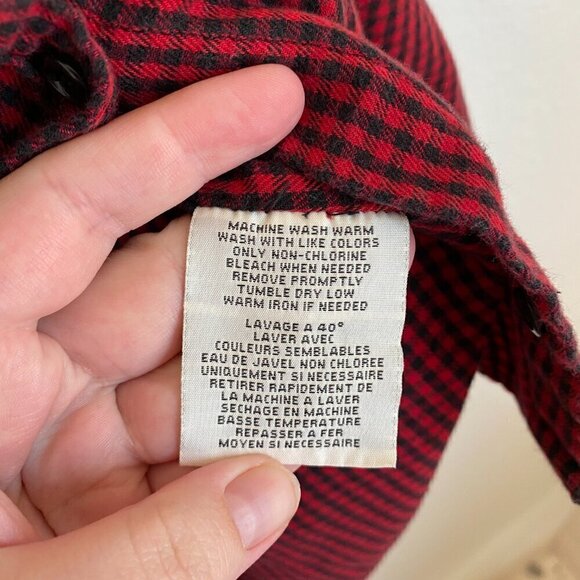 MACHINE WASH WARM
WASH WITH LIKE COLORS
ONLY NON-CHLORINE
BLEACH WHEN NEEDED
REMOVE PROMPTLY
TUMBLE DRY LOW
WARM IRON IF NEEDED
LAVAGE A 40°
LAVER AVEC
COULEURS SEMBLABLES
EAU DE JAVEL NON CHLOREE
UNIQUEMENT SI NECESSAIRE
RETIRER RAPIDEMENT DE
LA MACHINE A LAVER
SECHAGE EN MACHINE
BASSE TEMPERATURE
REPASSER A FER
MOYEN SI NECESSAIRE